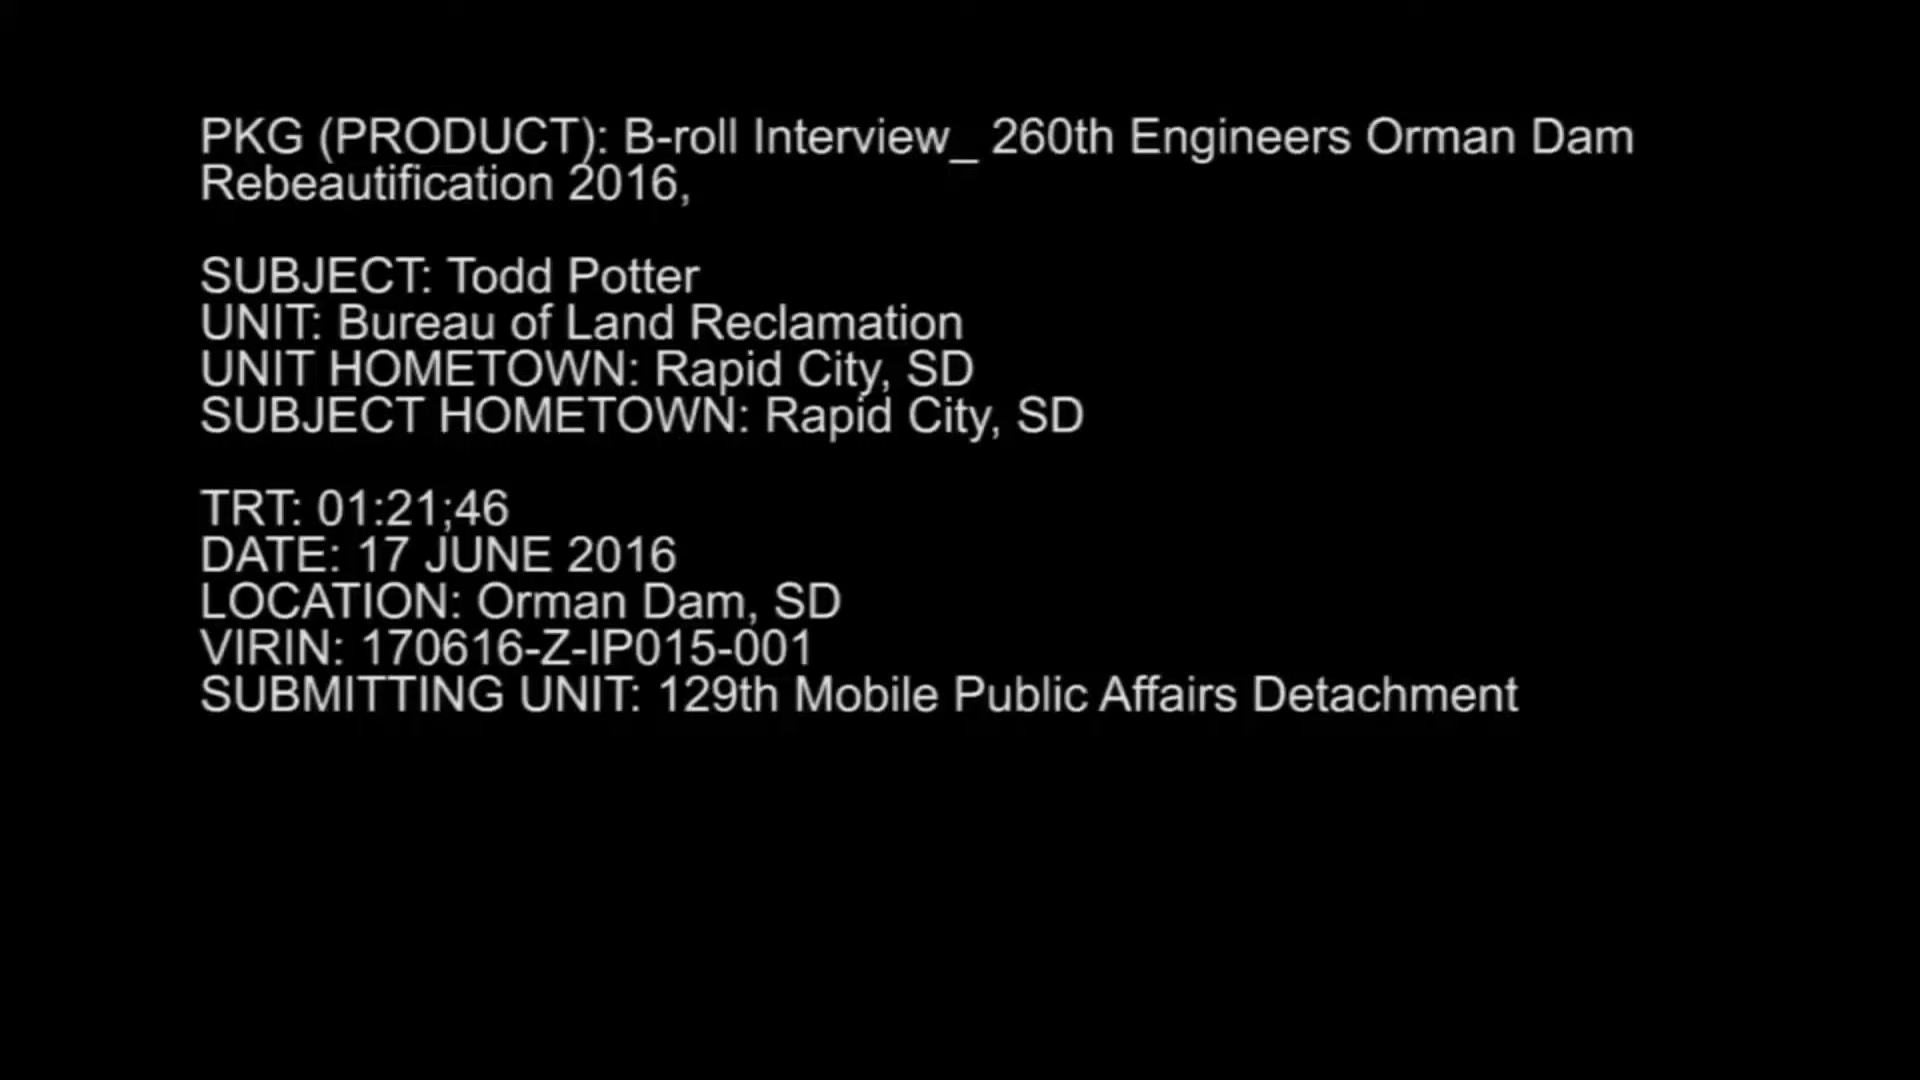 PKG (PRODUCT): B-roll Interview_ 260th Engineers Orman Dam
Rebeautification 2016,
SUBJECT: Todd Potter
UNIT: Bureau of Land Reclamation
UNIT HOMETOWN: Rapid City, SD
SUBJECT HOMETOWN: Rapid City, SD
TRT: 01:21;46
DATE: 17 JUNE 2016
LOCATION: Orman Dam, SD
VIRIN: 170616-Z-IP015-001
SUBMITTING UNIT: 129th Mobile Public Affairs Detachment